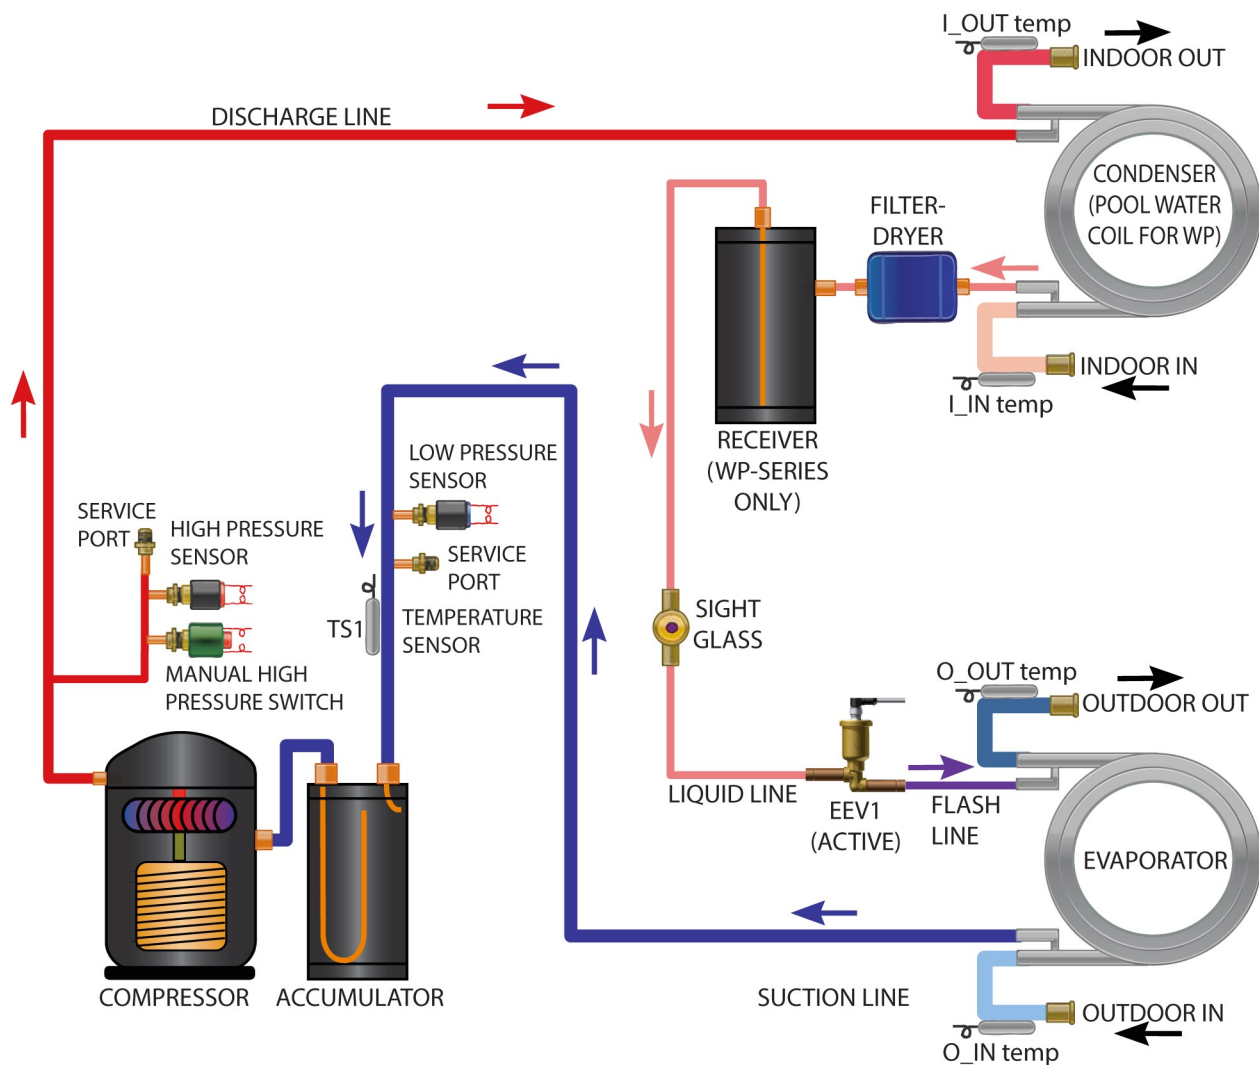 I_OUT temp
INDOOR OUT
DISCHARGE LINE
CONDENSER
(POOL WATER
COIL FOR WP)
FILTER-
DRYER
INDOOR IN
I_IN temp
RECEIVER
(WP-SERIES
ONLY)
LOW PRESSURE
SENSOR
SERVICE
PORT
HIGH PRESSURE
SENSOR
SERVICE
PORT
TS1
TEMPERATURE
SENSOR
SIGHT
GLASS
MANUAL HIGH
PRESSURE SWITCH
O_OUT temp
OUTDOOR OUT
LIQUID LINE
EEV1
(ACTIVE)
FLASH
LINE
EVAPORATOR
COMPRESSOR
ACCUMULATOR
SUCTION LINE
OUTDOOR IN
O_IN temp